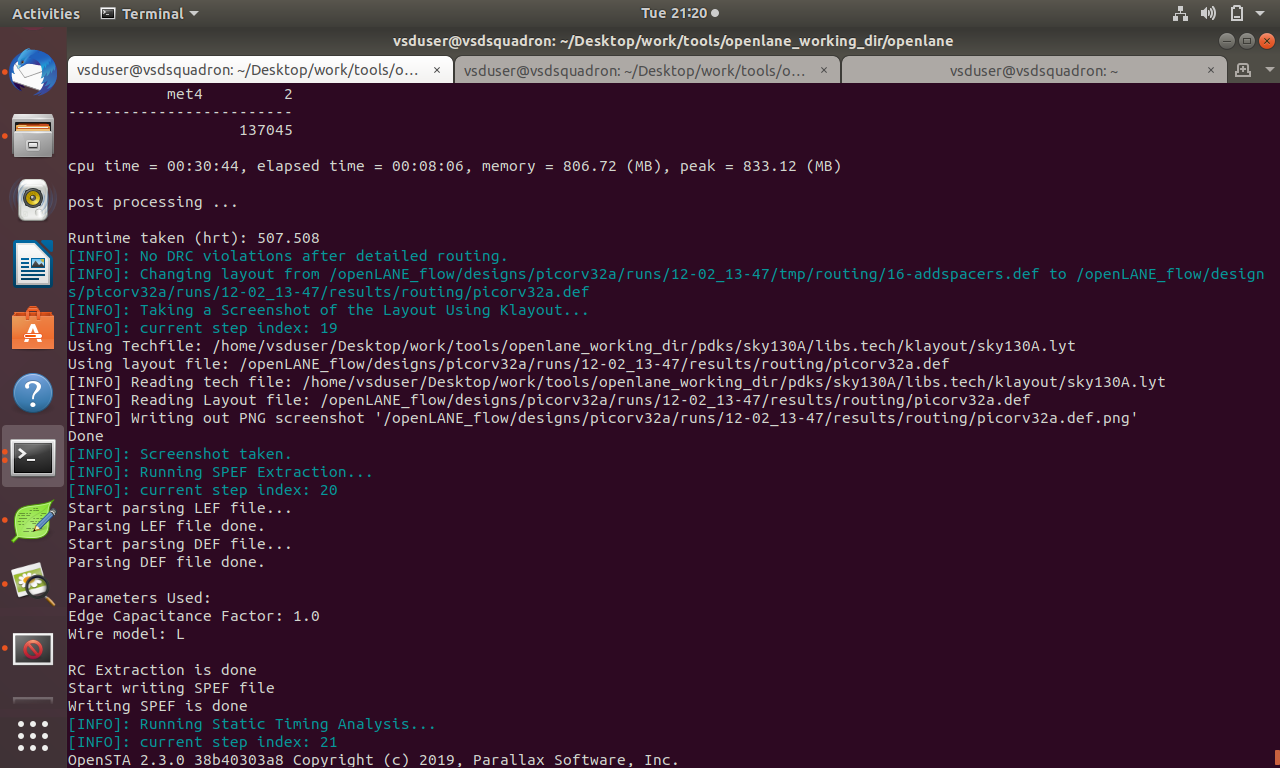 Activities Terminal Tue 21:20
vsduser@vsdsquadron: ~/Desktop/work/tools/openlane_working_dir/openlane
vsduser@vsdsquadron: ~/Desktop/work/tools/o... × vsduser@vsdsquadron: ~/Desktop/work/tools/o... × vsduser@vsdsquadron: ~ ×
met4 2
-------------------------
137045
cpu time = 00:30:44, elapsed time = 00:08:06, memory = 806.72 (MB), peak = 833.12 (MB)
post processing ...
Runtime taken (hrt): 507.508
[INFO]: No DRC violations after detailed routing.
[INFO]: Changing layout from /openLANE_flow/designs/picorv32a/runs/12-02_13-47/tmp/routing/16-addspacers.def to /openLANE_flow/design
s/picorv32a/runs/12-02_13-47/results/routing/picorv32a.def
[INFO]: Taking a Screenshot of the Layout Using Klayout...
[INFO]: current step index: 19
Using Techfile: /home/vsduser/Desktop/work/tools/openlane_working_dir/pdks/sky130A/libs.tech/klayout/sky130A.lyt
Using layout file: /openLANE_flow/designs/picorv32a/runs/12-02_13-47/results/routing/picorv32a.def
[INFO] Reading tech file: /home/vsduser/Desktop/work/tools/openlane_working_dir/pdks/sky130A/libs.tech/klayout/sky130A.lyt
[INFO] Reading Layout file: /openLANE_flow/designs/picorv32a/runs/12-02_13-47/results/routing/picorv32a.def
[INFO] Writing out PNG screenshot '/openLANE_flow/designs/picorv32a/runs/12-02_13-47/results/routing/picorv32a.def.png'
Done
[INFO]: Screenshot taken.
[INFO]: Running SPEF Extraction...
[INFO]: current step index: 20
Start parsing LEF file...
Parsing LEF file done.
Start parsing DEF file...
Parsing DEF file done.
Parameters Used:
Edge Capacitance Factor: 1.0
Wire model: L
RC Extraction is done
Start writing SPEF file
Writing SPEF is done
[INFO]: Running Static Timing Analysis...
[INFO]: current step index: 21
OpenSTA 2.3.0 38b40303a8 Copyright (c) 2019, Parallax Software, Inc.